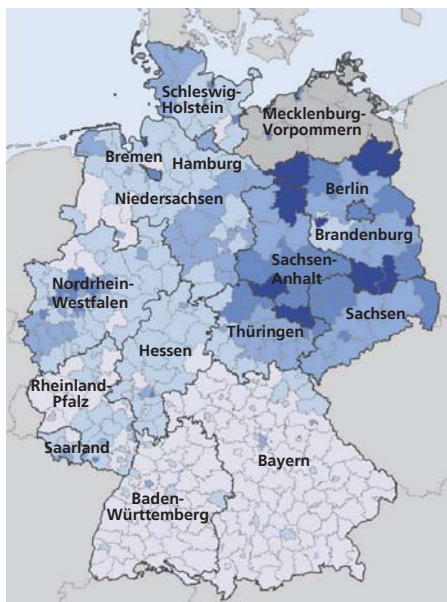 Schleswig-
Holstein
Mecklenburg-
Vorpommern
Bremen
Hamburg
Niedersachsen
Berlin
Brandenburg
Sachsen-
Anhalt
Nordrhein-
Westfalen
Sachsen
Thüringen
Hessen
Rheinland-
Pfalz
Saarland
Bayern
Baden-
Württemberg